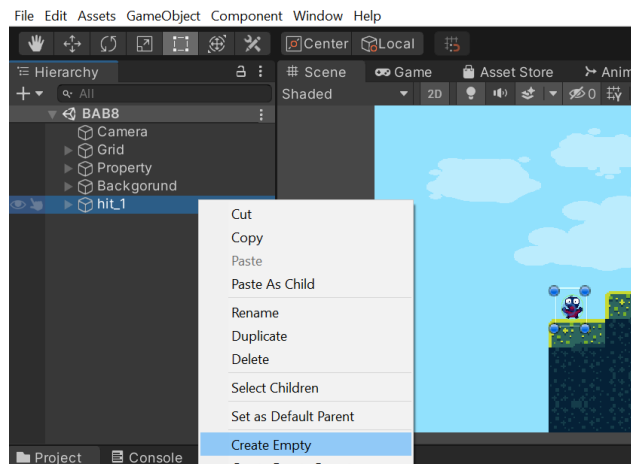 File Edit Assets GameObject Component Window Help
Center Local
Hierarchy
# Scene Game Asset Store Anim
All
Shaded 2D 0
BAB8
Camera
Grid
Property
Backgorund
hit_1
Cut
Copy
Paste
Paste As Child
Rename
Duplicate
Delete
Select Children
Set as Default Parent
Create Empty
Project Console